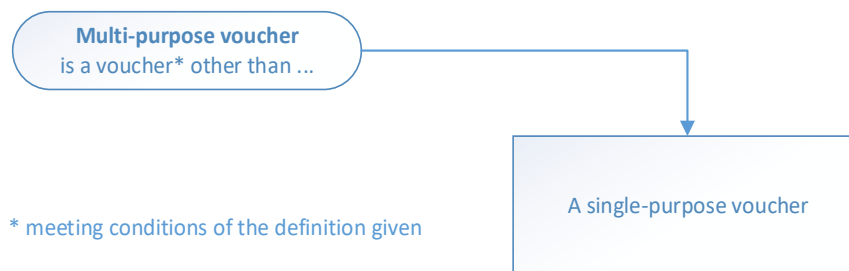 Multi-purpose voucher
is a voucher* other than ...
A single-purpose voucher
* meeting conditions of the definition given